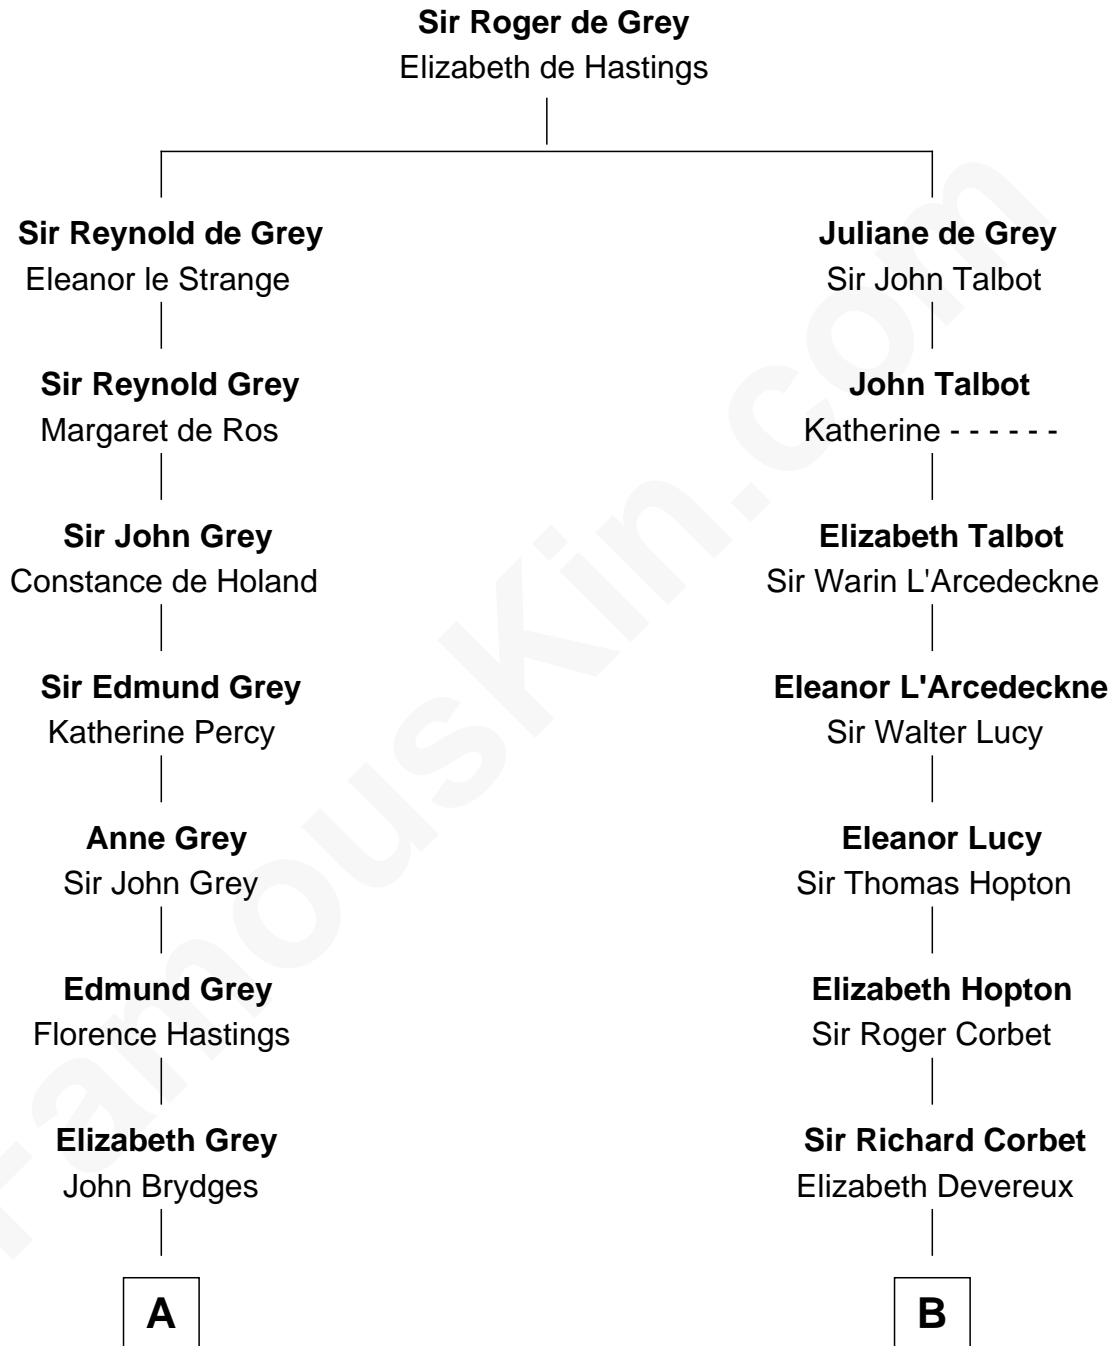 Sir Roger de Grey
Elizabeth de Hastings
Sir Reynold de Grey
Eleanor le Strange
Sir Reynold Grey
Margaret de Ros
Sir John Grey
Constance de Holand
Sir Edmund Grey
Katherine Percy
Anne Grey
Sir John Grey
Edmund Grey
Florence Hastings
Elizabeth Grey
John Brydges
A
Juliane de Grey
Sir John Talbot
John Talbot
Katherine - - - - - -
Elizabeth Talbot
Sir Warin L'Arcedeckne
Eleanor L'Arcedeckne
Sir Walter Lucy
Eleanor Lucy
Sir Thomas Hopton
Elizabeth Hopton
Sir Roger Corbet
Sir Richard Corbet
Elizabeth Devereux
B
FamousKin.com